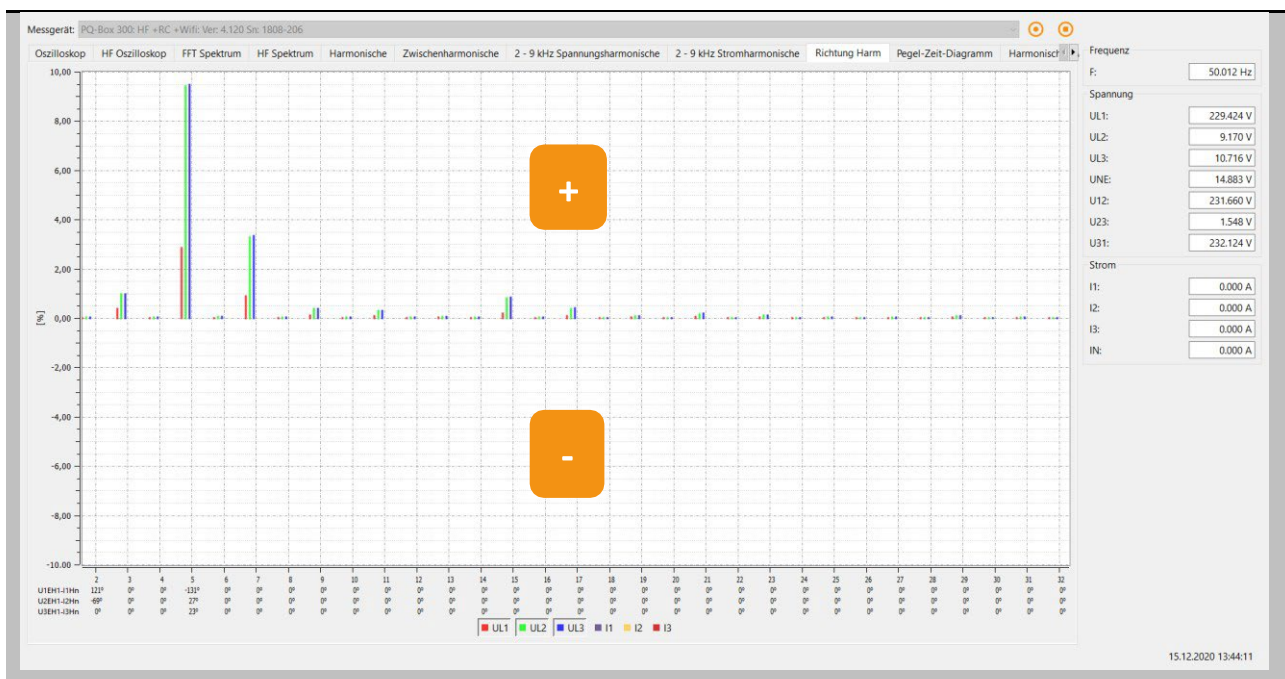 Messgerät: PQ-Box 300: HF +RC +Wifi: Ver: 4.120 Sn: 1808-206
Oszilloskop HF Oszilloskop FFT Spektrum HF Spektrum Harmonische Zwischenharmonische 2 - 9 kHz Spannungsharmonische 2 - 9 kHz Stromharmonische Richtung Harm Pegel-Zeit-Diagramm Harmonisch
10,00
8,00
6,00
4,00
2,00
[%]
0,00
-2,00
-4,00
-6,00
-8,00
-10.00
+
-
2 3 4 5 6 7 8 9 10 11 12 13 14 15 16 17 18 19 20 21 22 23 24 25 26 27 28 29 30 31 32
U1EH1-I1Hn 121° 0° 0° -131° 0° 0° 0° 0° 0° 0° 0° 0° 0° 0° 0° 0° 0° 0° 0° 0° 0° 0° 0° 0° 0° 0° 0° 0° 0° 0° 0°
U2EH1-I2Hn -69° 0° 0° 27° 0° 0° 0° 0° 0° 0° 0° 0° 0° 0° 0° 0° 0° 0° 0° 0° 0° 0° 0° 0° 0° 0° 0° 0° 0° 0° 0°
U3EH1-I3Hn 0° 0° 0° 23° 0° 0° 0° 0° 0° 0° 0° 0° 0° 0° 0° 0° 0° 0° 0° 0° 0° 0° 0° 0° 0° 0° 0° 0° 0° 0° 0°
UL1 UL2 UL3 I1 I2 I3
Frequenz
F: 50.012 Hz
Spannung
UL1: 229.424 V
UL2: 9.170 V
UL3: 10.716 V
UNE: 14.883 V
U12: 231.660 V
U23: 1.548 V
U31: 232.124 V
Strom
I1: 0.000 A
I2: 0.000 A
I3: 0.000 A
IN: 0.000 A
15.12.2020 13:44:11